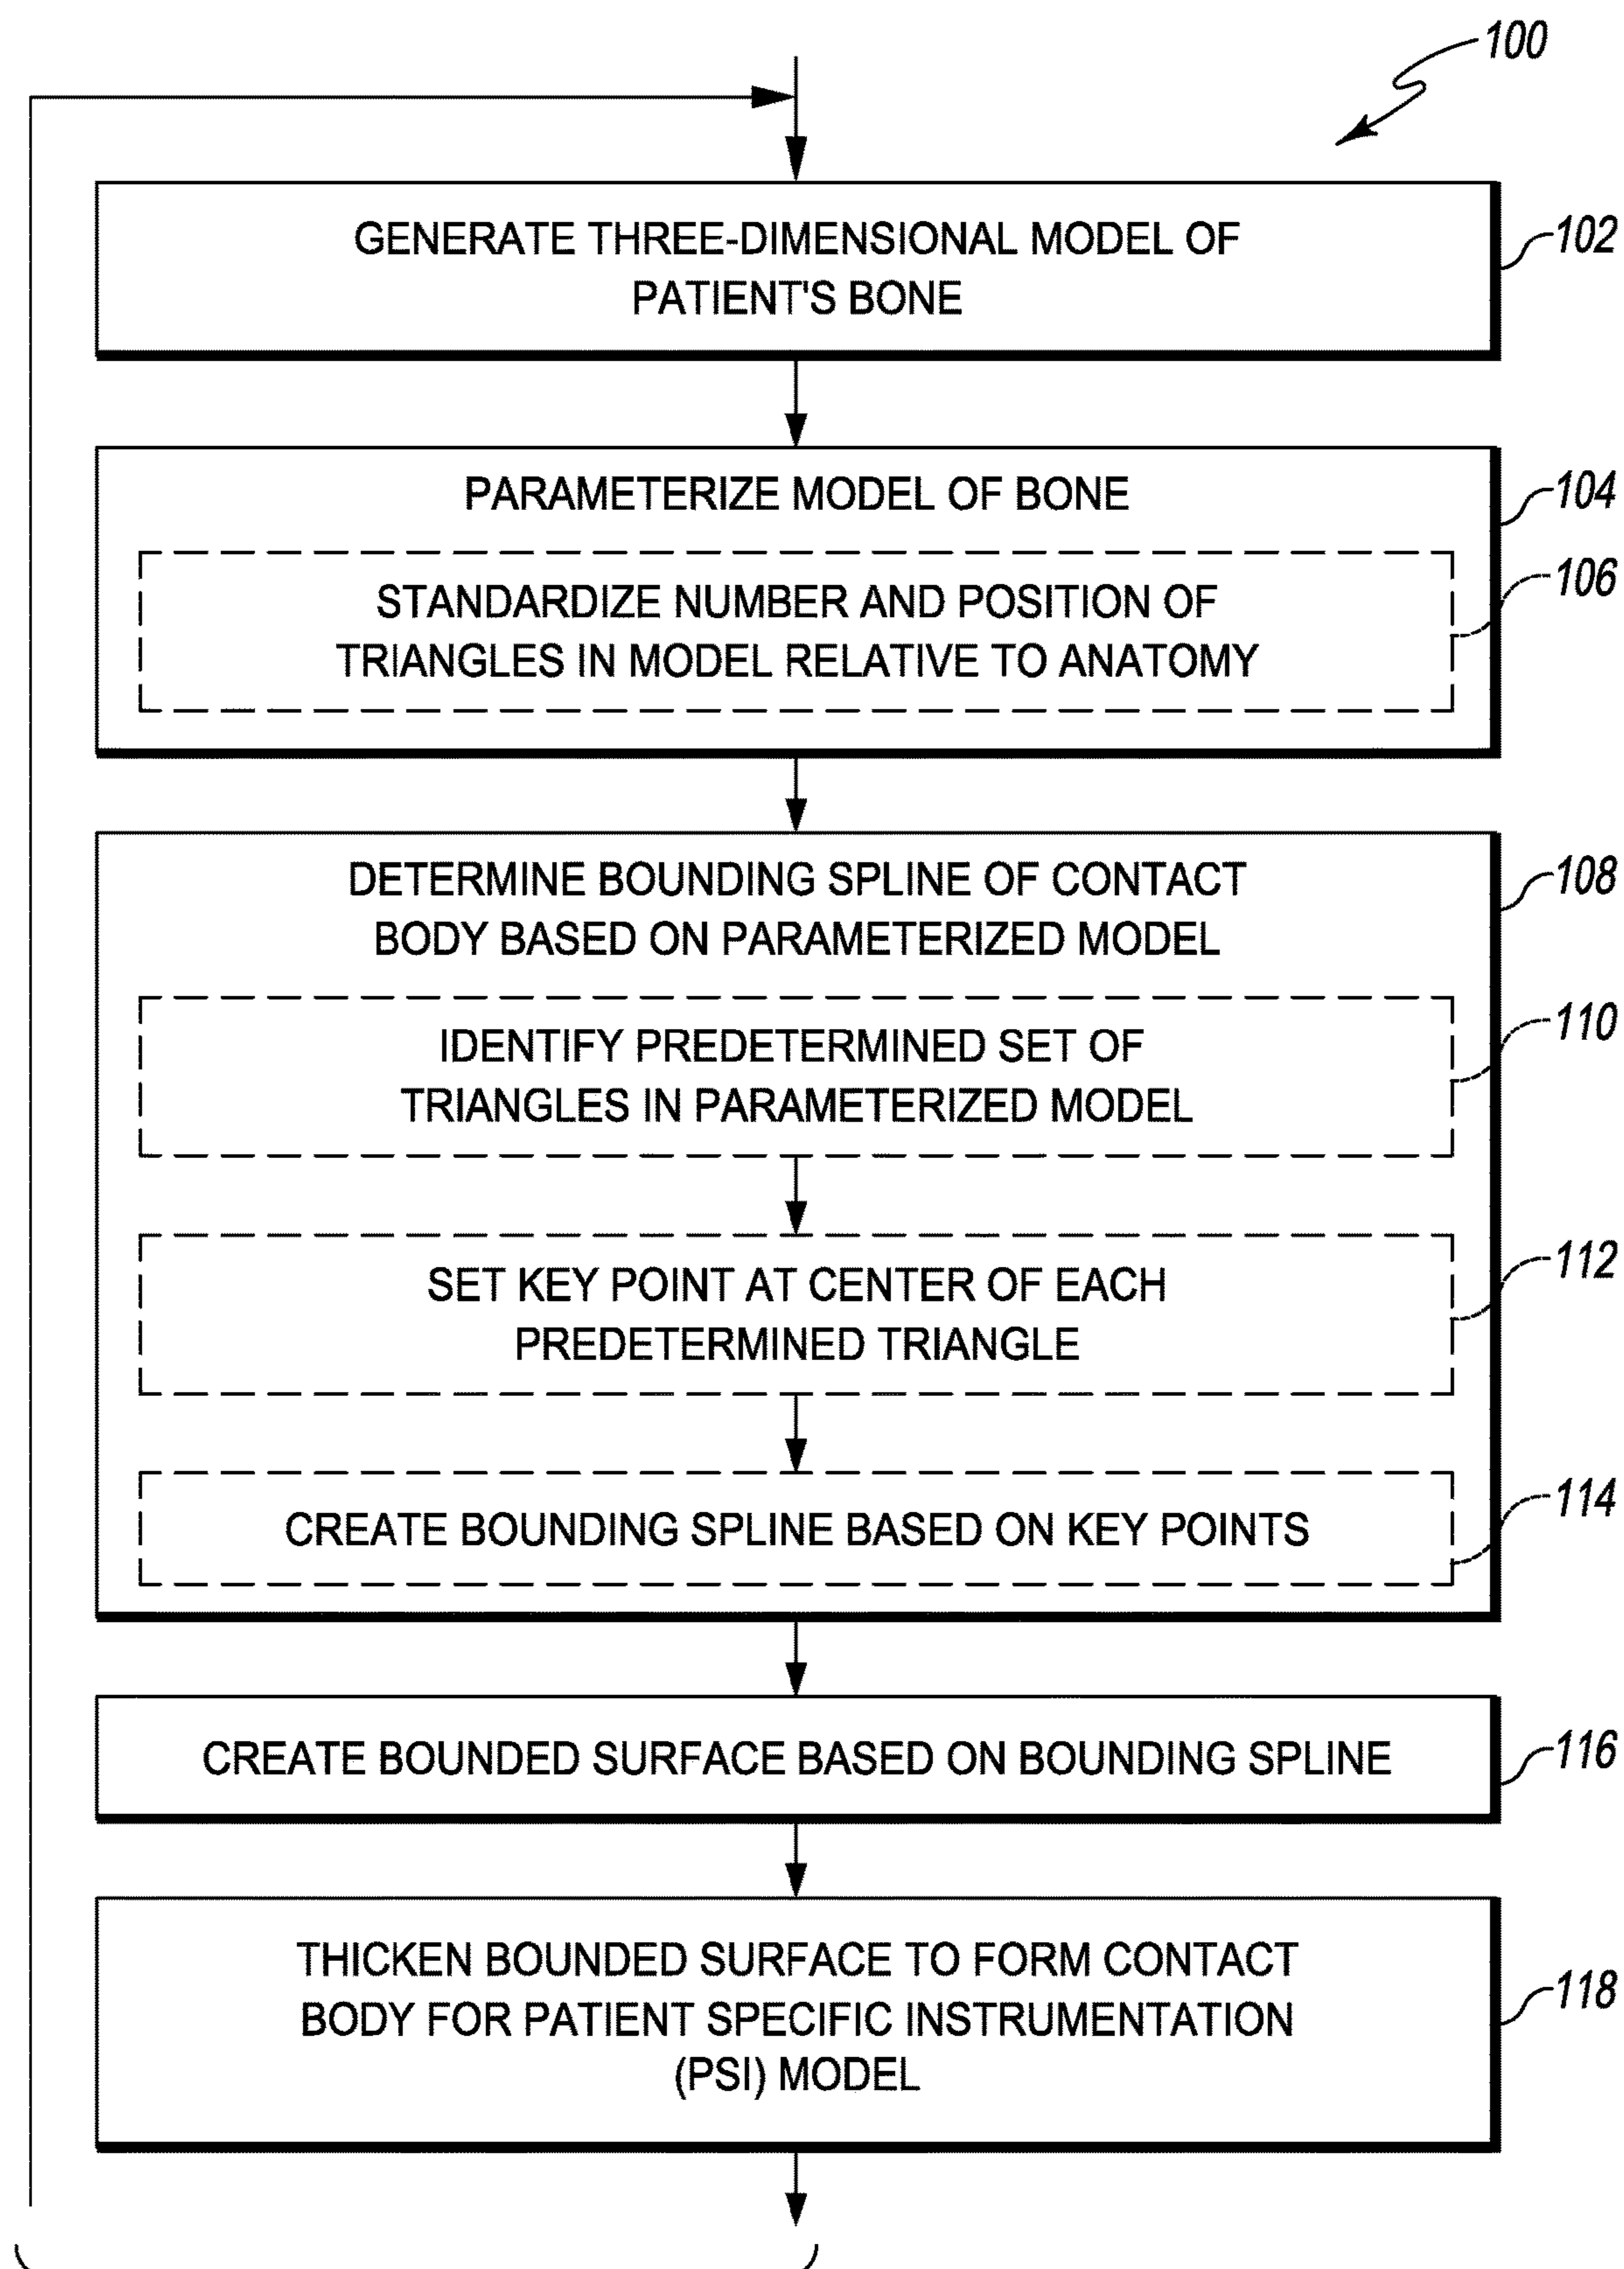 100
GENERATE THREE-DIMENSIONAL MODEL OF
PATIENT'S BONE
102
PARAMETERIZE MODEL OF BONE
104
STANDARDIZE NUMBER AND POSITION OF
TRIANGLES IN MODEL RELATIVE TO ANATOMY
106
DETERMINE BOUNDING SPLINE OF CONTACT
BODY BASED ON PARAMETERIZED MODEL
108
IDENTIFY PREDETERMINED SET OF
TRIANGLES IN PARAMETERIZED MODEL
110
SET KEY POINT AT CENTER OF EACH
PREDETERMINED TRIANGLE
112
CREATE BOUNDING SPLINE BASED ON KEY POINTS
114
CREATE BOUNDED SURFACE BASED ON BOUNDING SPLINE
116
THICKEN BOUNDED SURFACE TO FORM CONTACT
BODY FOR PATIENT SPECIFIC INSTRUMENTATION
(PSI) MODEL
118